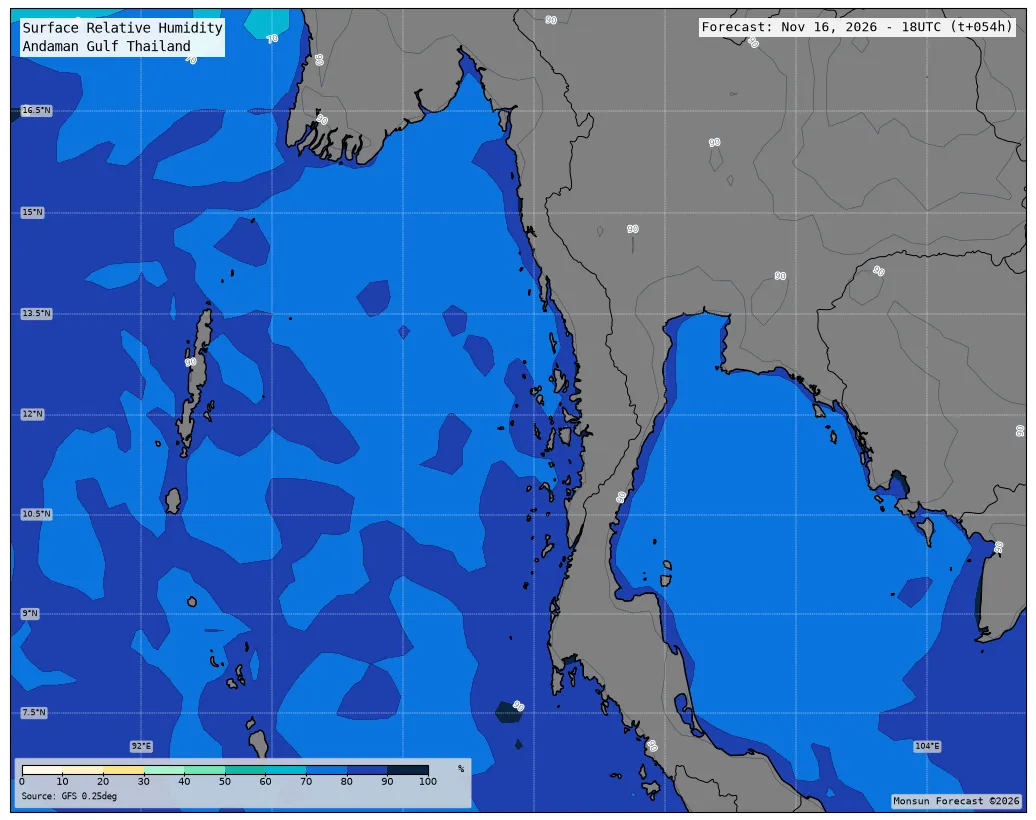 Surface Relative Humidity
Andaman Gulf Thailand
Forecast: Nov 16, 2026 - 18UTC (t+054h)
90
70
90
70
90
16.5°N
90
90
15°N
90
90
90
13.5°N
90
12°N
90
90
10.5°N
90
9°N
90
7.5°N
92°E
90
104°E
%
0 10 20 30 40 50 60 70 80 90 100
Source: GFS 0.25deg
Monsun Forecast ©2026